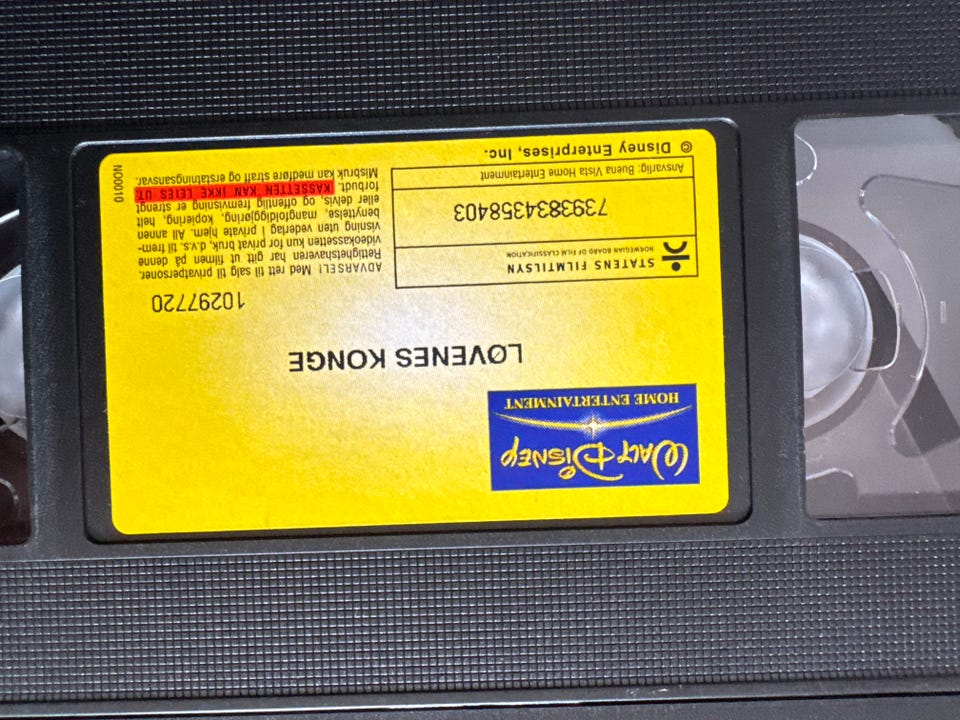 WALT DISNEY
HOME ENTERTAINMENT
LØVENES KONGE
STATENS FILMTILSYN
NORWEGIAN BOARD OF FILM CLASSIFICATION
7393834358403
Ansvarlig: Buena Vista Home Entertainment
© Disney Enterprises, Inc.
10297720
ADVARSEL! Med rett til salg til privatpersoner.
Rettighetshaveren har gitt ut filmen på denne
videokassetten kun for privat bruk, d.v.s. til frem-
visning uten vederlag i private hjem. All annen
benyttelse, mangfoldiggjøring, kopiering, helt
eller delvis, og offentlig fremvisning er strengt
forbudt. KASSETTEN KAN IKKE LEIES UT.
Misbruk kan medføre straff og erstatningsansvar.
NO0010